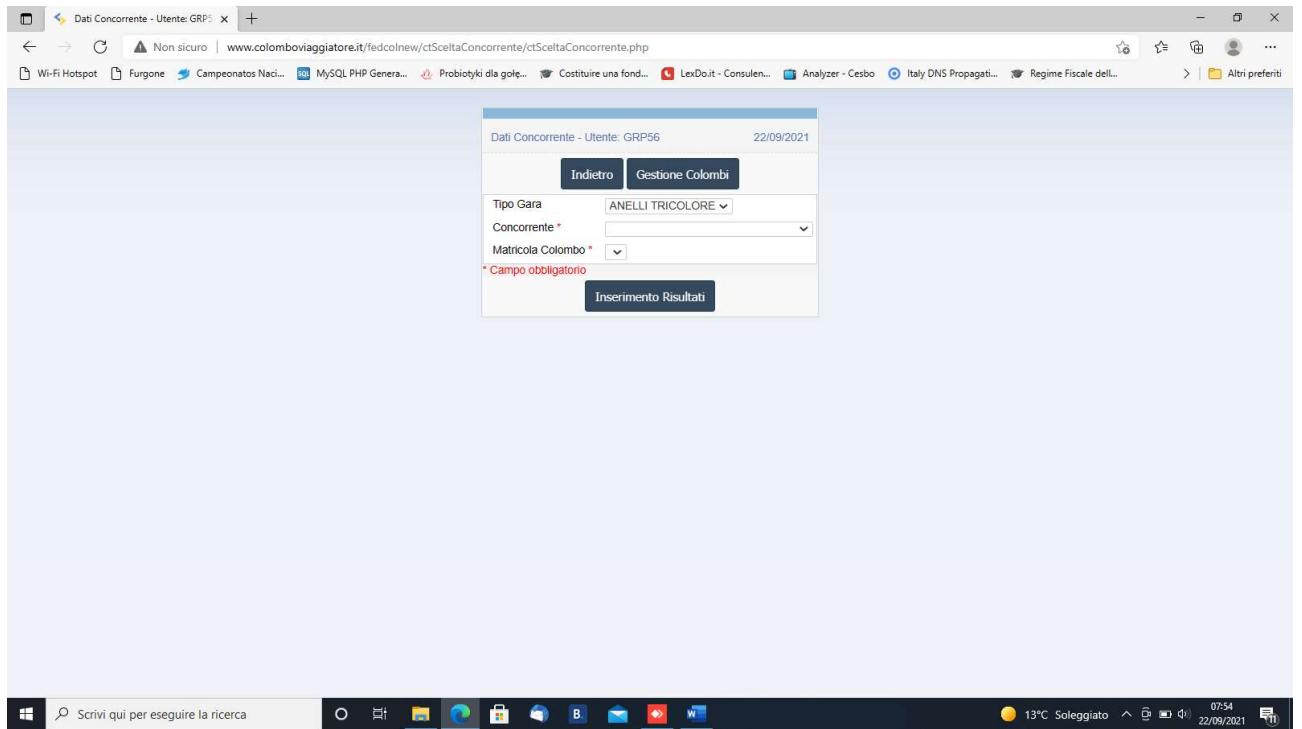 Dati Concorrente - Utente: GRP5
Non sicuro | www.colomboviaggiatore.it/fedcolnew/ctSceltaConcorrente/ctSceltaConcorrente.php
Wi-Fi Hotspot Furgone Campeonatos Naci... MySQL PHP Genera... Probiotyki dla gołę... Costituire una fond... LexDo.it - Consulen... Analyzer - Cesbo Italy DNS Propagati... Regime Fiscale dell... Altri preferiti
Dati Concorrente - Utente: GRP56 22/09/2021
Indietro Gestione Colombi
Tipo Gara ANELLI TRICOLORE
Concorrente *
Matricola Colombo *
* Campo obbligatorio
Inserimento Risultati
Scrivi qui per eseguire la ricerca
13°C Soleggiato
07:54
22/09/2021